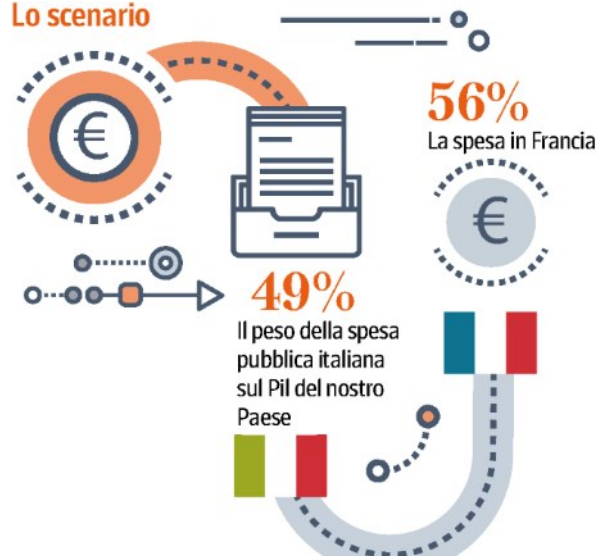 Lo scenario
€
56%
La spesa in Francia
€
49%
Il peso della spesa
pubblica italiana
sul Pil del nostro
Paese